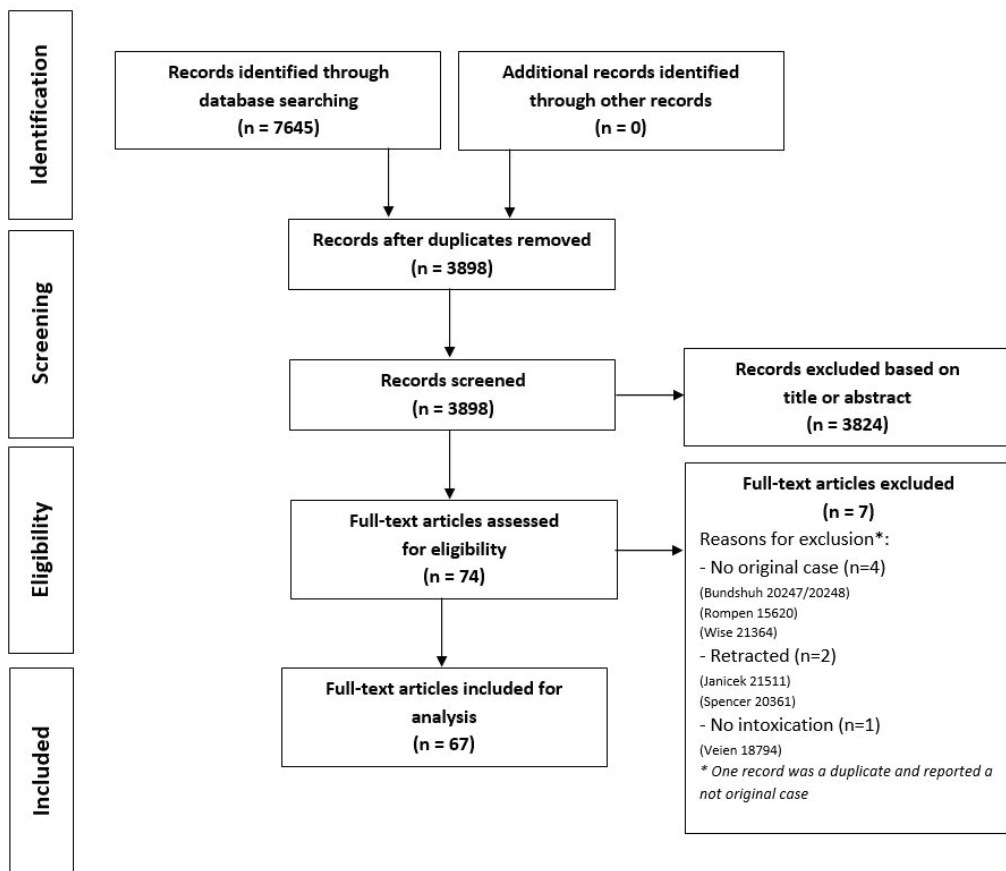 Identification
Records identified through
database searching
(n = 7645)
Additional records identified
through other records
(n = 0)
Screening
Records after duplicates removed
(n = 3898)
Records screened
(n = 3898)
Records excluded based on
title or abstract
(n = 3824)
Eligibility
Full-text articles assessed
for eligibility
(n = 74)
Full-text articles excluded
(n = 7)
Reasons for exclusion*:
- No original case (n=4)
(Bundshuh 20247/20248)
(Rompen 15620)
(Wise 21364)
- Retracted (n=2)
(Janicek 21511)
(Spencer 20361)
- No intoxication (n=1)
(Veien 18794)
* One record was a duplicate and reported a
not original case
Included
Full-text articles included for
analysis
(n = 67)